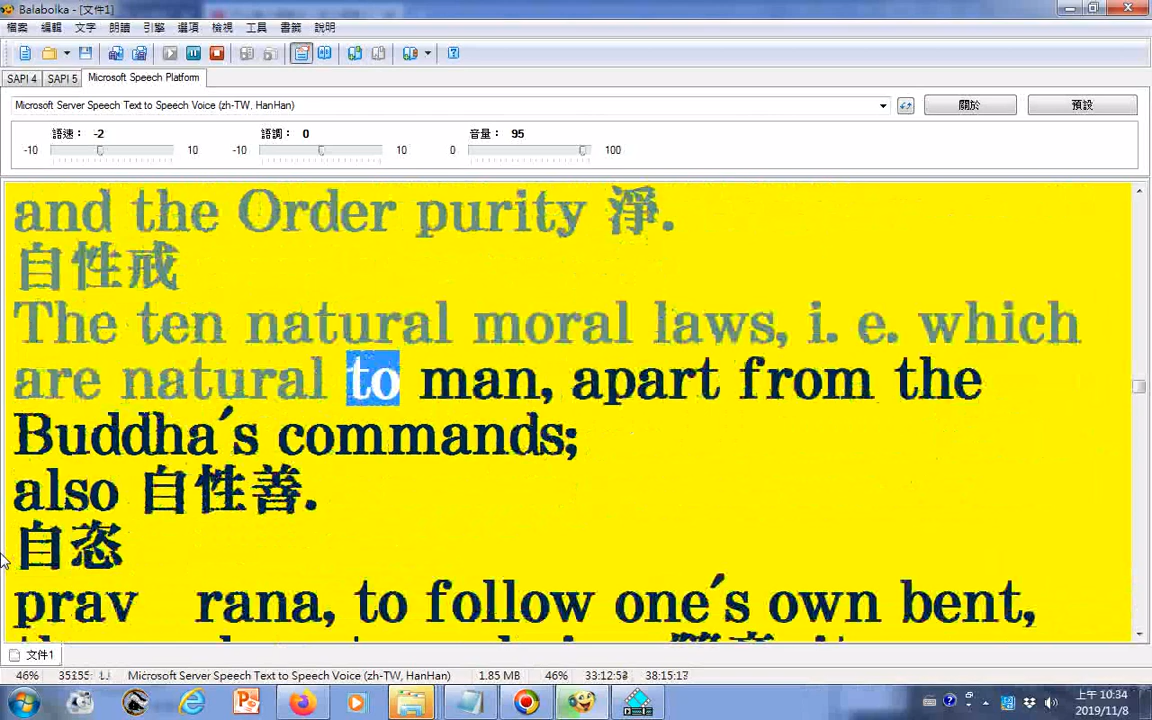 Balabolka - [文件1]
檔案 編輯 文字 朗讀 引擎 選項 檢視 工具 書籤 說明
SAPI 4 SAPI 5 Microsoft Speech Platform
Microsoft Server Speech Text to Speech Voice (zh-TW, HanHan) 關於 預設
語速: -2 語調: 0 音量: 95
-10 10 -10 10 0 100
and the Order purity 淨.
自性戒
The ten natural moral laws, i. e. which
are natural to man, apart from the
Buddha's commands;
also 自性善.
自恣
prav rana, to follow one's own bent,
文件1
46% Microsoft Server Speech Text to Speech Voice (zh-TW, HanHan) 1.85 MB 46% 33:12:58 38:15:17
上午 10:34
2019/11/8